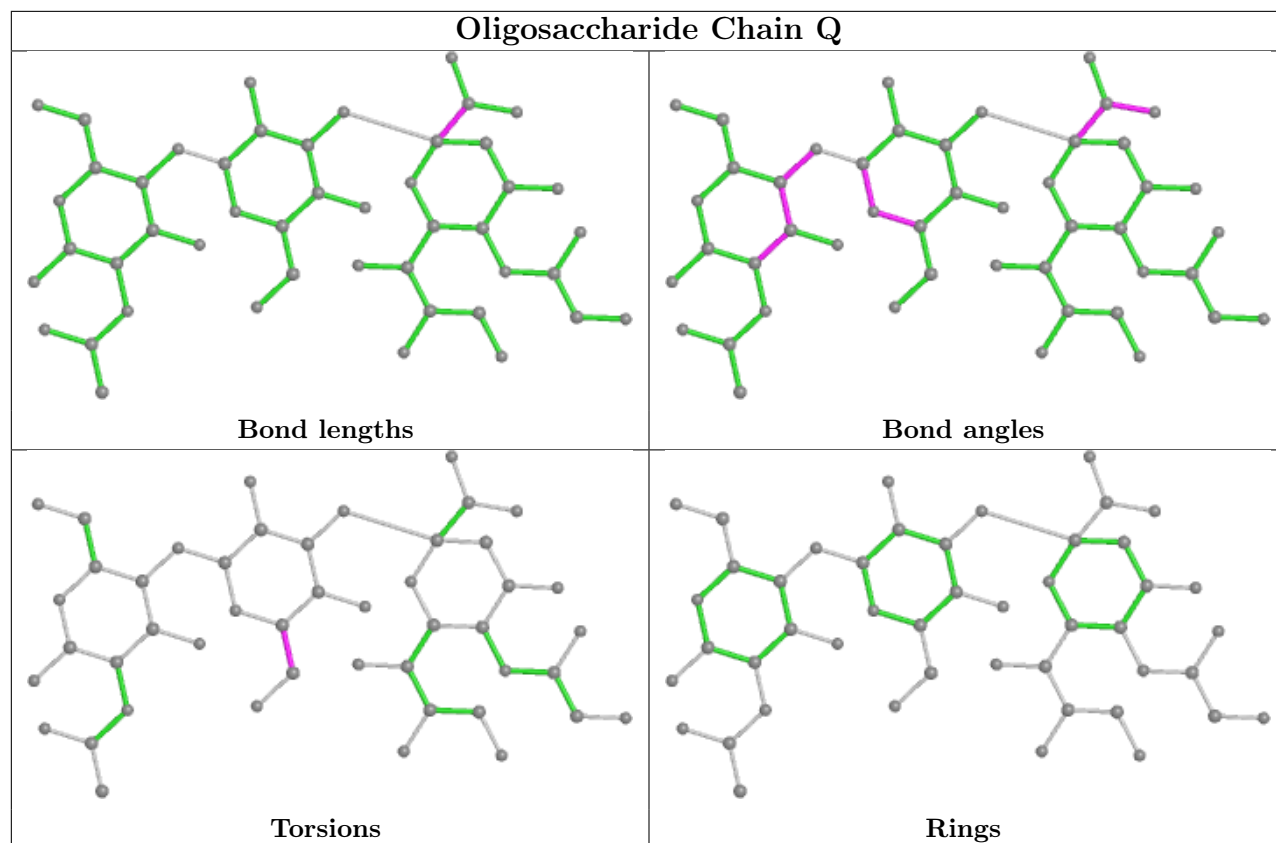 Oligosaccharide Chain Q
Bond lengths
Bond angles
Torsions
Rings